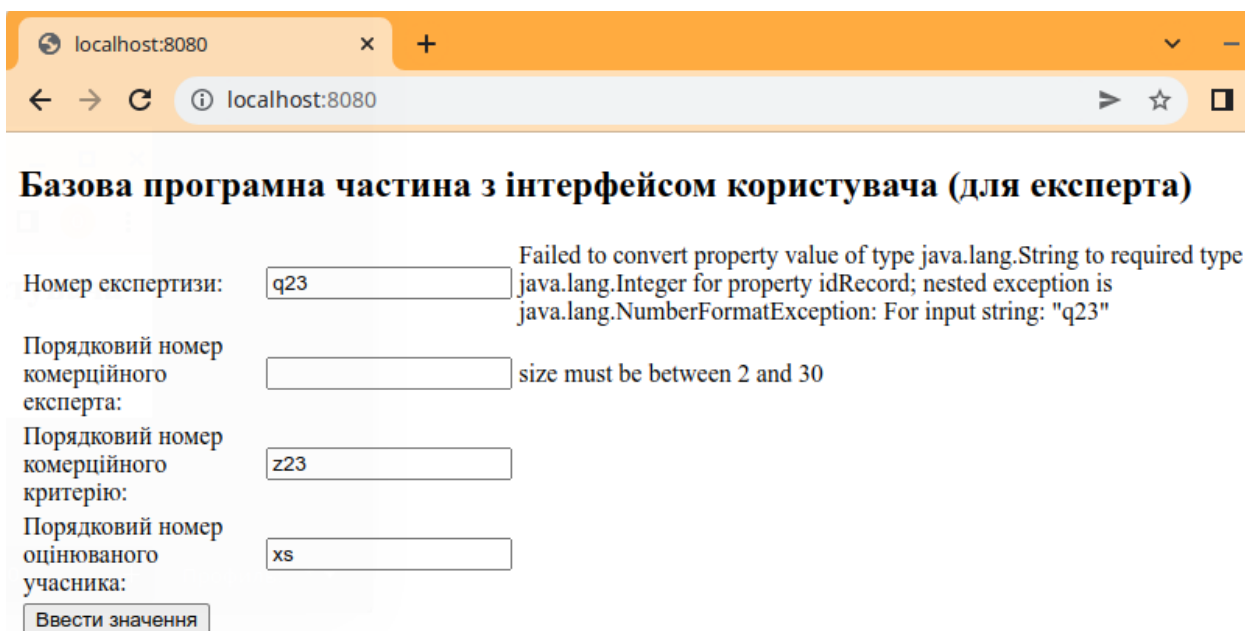 localhost:8080
localhost:8080
Базова програмна частина з інтерфейсом користувача (для експерта)
Номер експертизи:
q23
Failed to convert property value of type java.lang.String to required type
java.lang.Integer for property idRecord; nested exception is
java.lang.NumberFormatException: For input string: "q23"
Порядковий номер
комерційного
експерта:
size must be between 2 and 30
Порядковий номер
комерційного
критерію:
z23
Порядковий номер
оцінюваного
учасника:
xs
Ввести значення